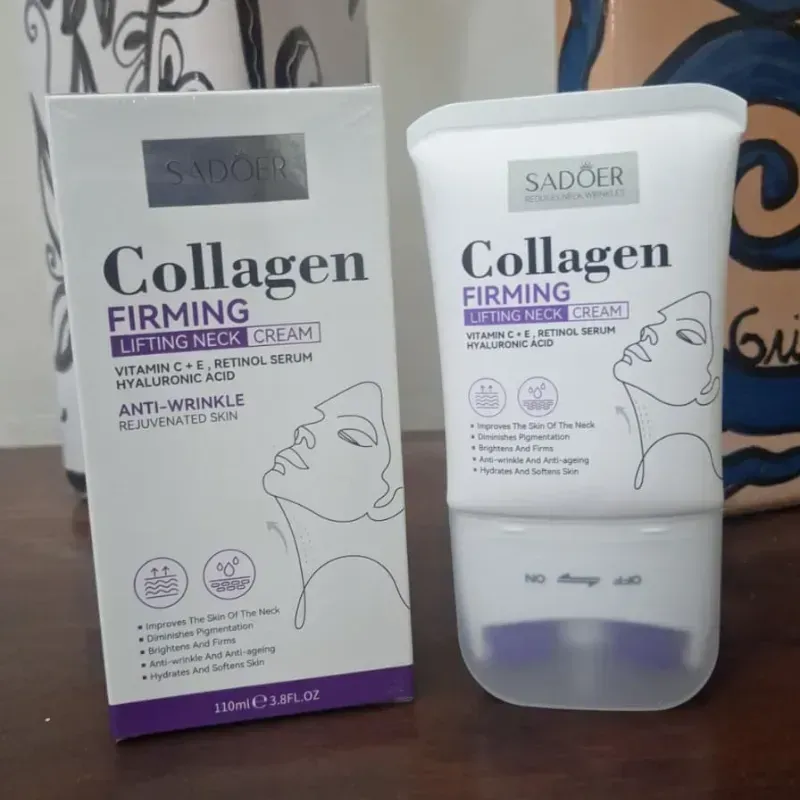 SADOER
Collagen
FIRMING
LIFTING NECK CREAM
VITAMIN C + E , RETINOL SERUM
HYALURONIC ACID
ANTI-WRINKLE
REJUVENATED SKIN
Improves The Skin Of The Neck
Diminishes Pigmentation
Brightens And Firms
Anti-wrinkle And Anti-ageing
Hydrates And Softens Skin
110ml e 3.8FL.OZ
SADOER
REDUCES NECK WRINKLES
Collagen
FIRMING
LIFTING NECK CREAM
VITAMIN C + E , RETINOL SERUM
HYALURONIC ACID
Improves The Skin Of The Neck
Diminishes Pigmentation
Brightens And Firms
Anti-wrinkle And Anti-ageing
Hydrates And Softens Skin